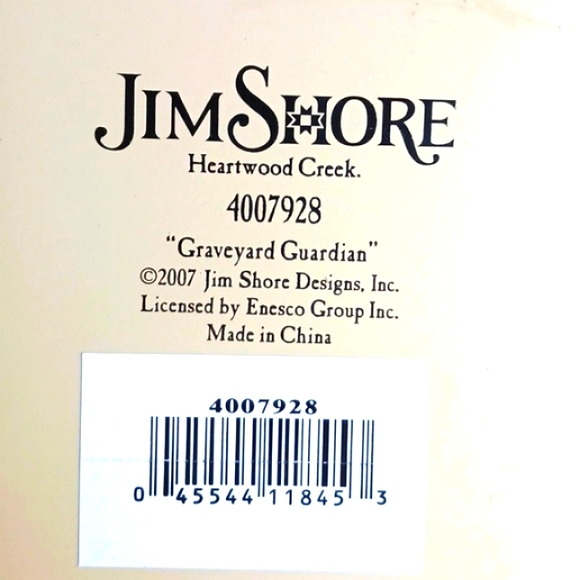 JIM SHORE
Heartwood Creek.
4007928
“Graveyard Guardian”
©2007 Jim Shore Designs, Inc.
Licensed by Enesco Group Inc.
Made in China
4007928
0 45544 11845 3